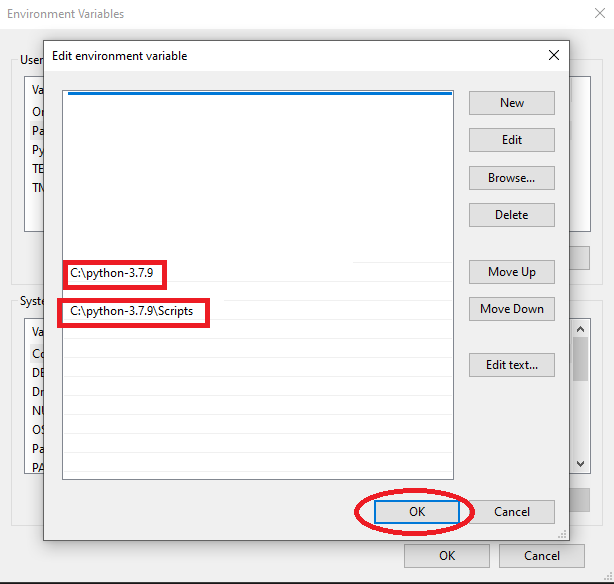 Environment Variables
Edit environment variable
User
Va
On
Pa
Py
TE
TM
New
Edit
Browse...
Delete
C:\python-3.7.9
Move Up
C:\python-3.7.9\Scripts
Move Down
Edit text...
Syste
Va
Co
DE
Dr
NU
OS
Pa
PA
OK
Cancel
OK
Cancel